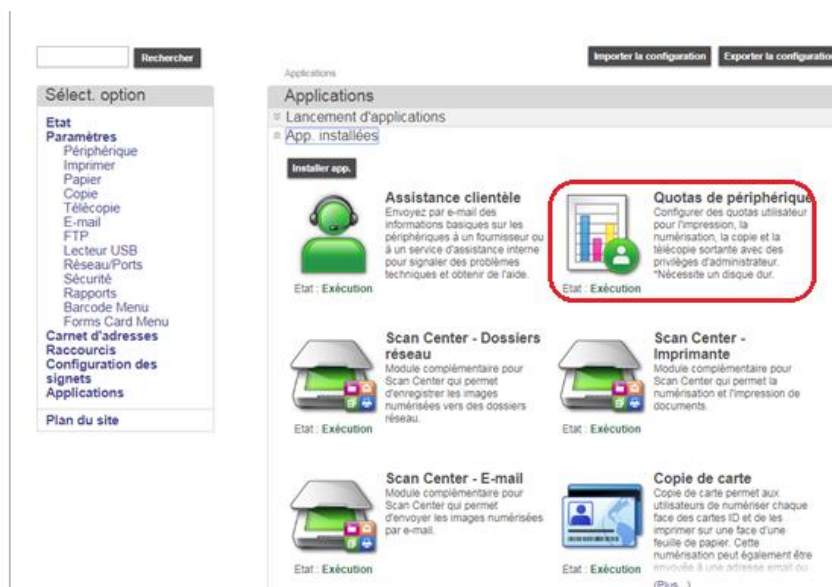 Rechercher
Importer la configuration
Exporter la configuration
Applications
Sélect. option
Etat
Paramètres
Périphérique
Imprimer
Papier
Copie
Télécopie
E-mail
FTP
Lecteur USB
Réseau/Ports
Sécurité
Rapports
Barcode Menu
Forms Card Menu
Carnet d'adresses
Raccourcis
Configuration des
signets
Applications
Plan du site
Applications
Lancement d'applications
App. installées
Installer app.
Assistance clientèle
Envoyez par e-mail des
informations basiques sur les
périphériques à un fournisseur ou
à un service d'assistance interne
pour signaler des problèmes
techniques et obtenir de l'aide.
Etat : Exécution
Quotas de périphérique
Configurer des quotas utilisateur
pour l'impression, la
numérisation, la copie et la
télécopie sortante avec des
privilèges d'administrateur.
*Nécessite un disque dur.
Etat : Exécution
Scan Center - Dossiers
réseau
Module complémentaire pour
Scan Center qui permet
d'enregistrer les images
numérisées vers des dossiers
réseau.
Etat : Exécution
Scan Center -
Imprimante
Module complémentaire pour
Scan Center qui permet la
numérisation et l'impression de
documents.
Etat : Exécution
Scan Center - E-mail
Module complémentaire pour
Scan Center qui permet
d'envoyer les images numérisées
par e-mail.
Etat : Exécution
Copie de carte
Copie de carte permet aux
utilisateurs de numériser chaque
face des cartes ID et de les
imprimer sur une face d'une
feuille de papier. Cette
numérisation peut également être
envoyée à une adresse email ou
Etat : Exécution
(Plus...)